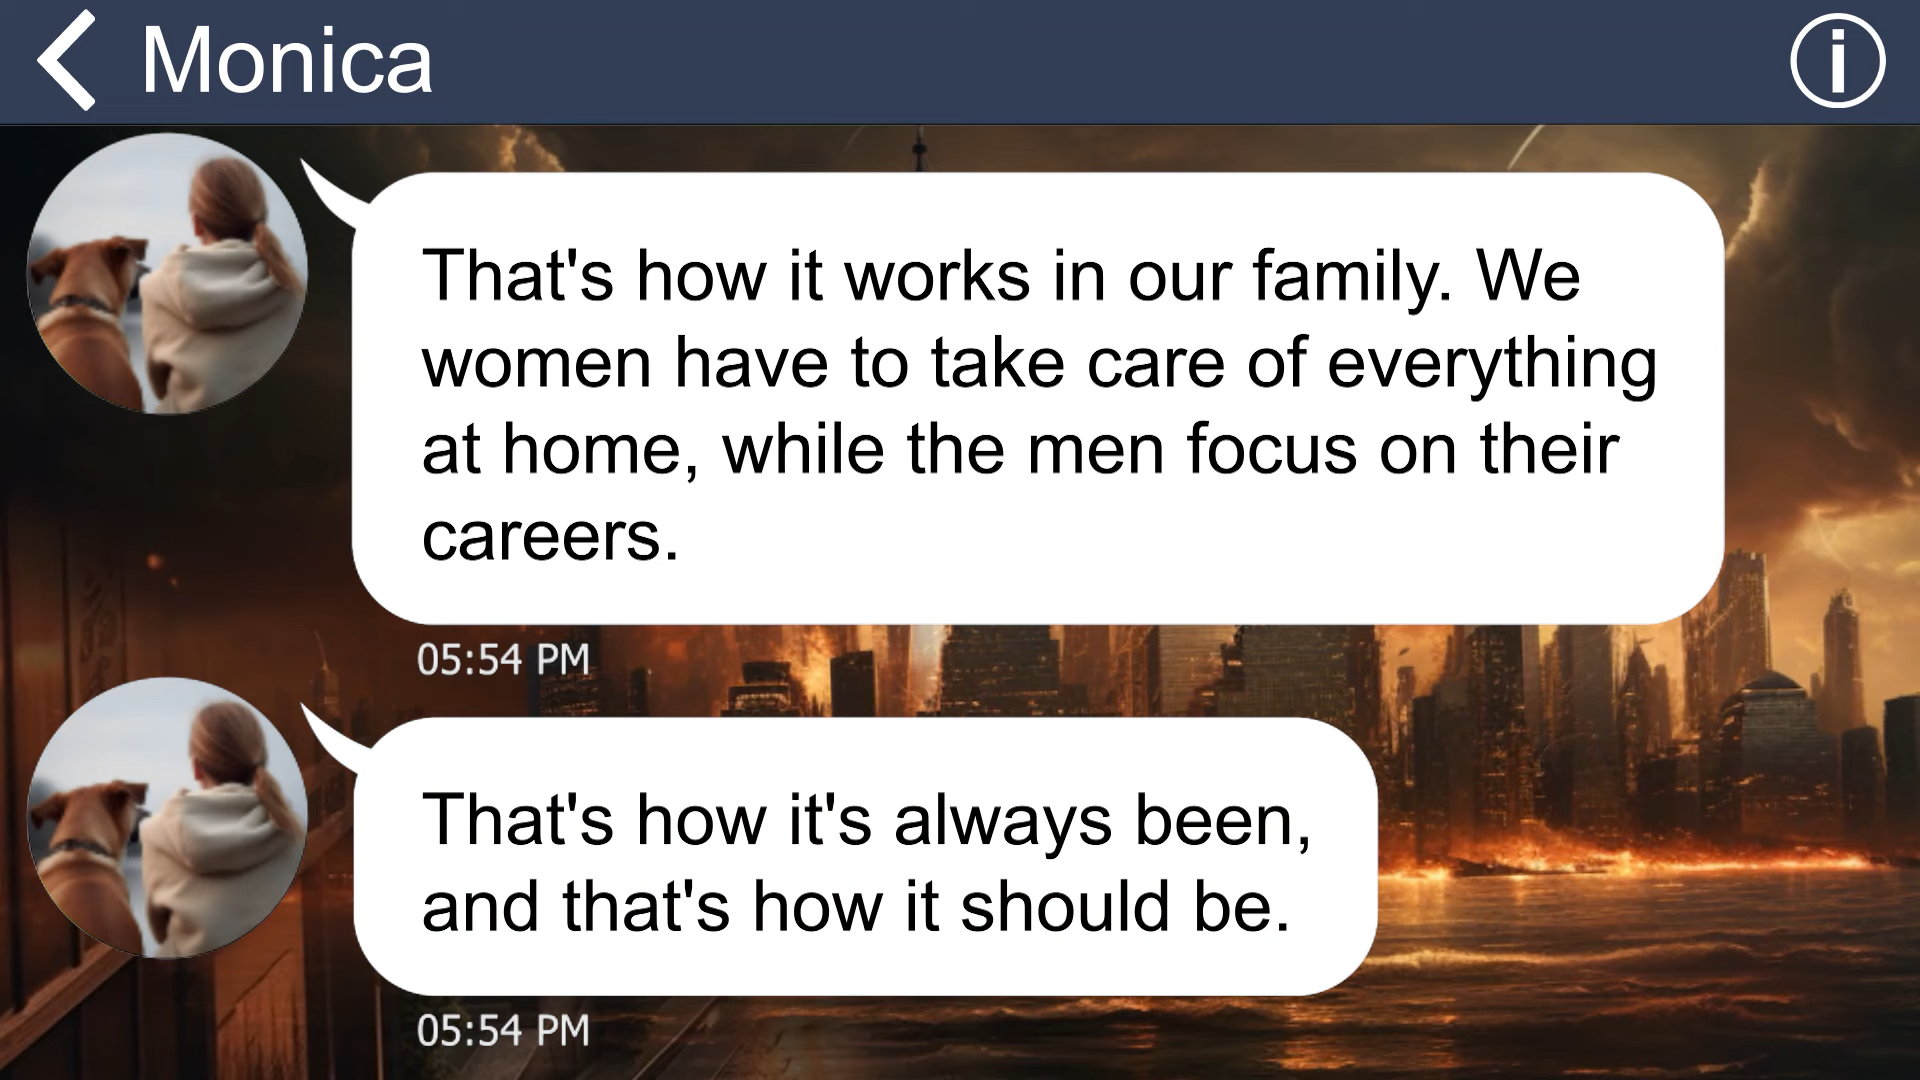 Monica
That's how it works in our family. We
women have to take care of everything
at home, while the men focus on their
careers.
05:54 PM
That's how it's always been,
and that's how it should be.
05:54 PM